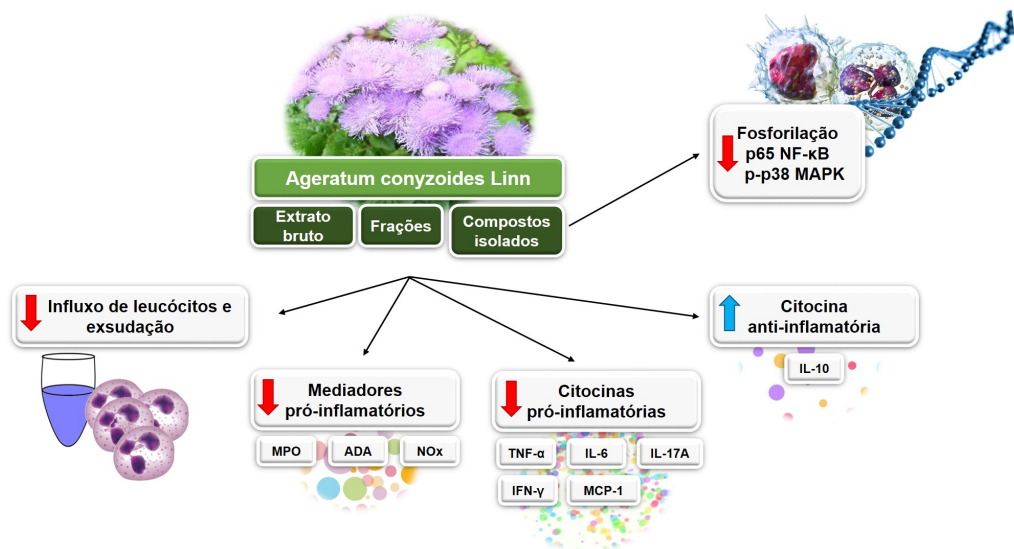 Ageratum conyzoides Linn
Extrato
bruto
Frações
Compostos
isolados
Fosforilação
p65 NF-κB
p-p38 MAPK
Influxo de leucócitos e
exsudação
Mediadores
pró-inflamatórios
MPO
ADA
NOx
Citocinas
pró-inflamatórias
TNF-α
IL-6
IL-17A
IFN-γ
MCP-1
Citocina
anti-inflamatória
IL-10